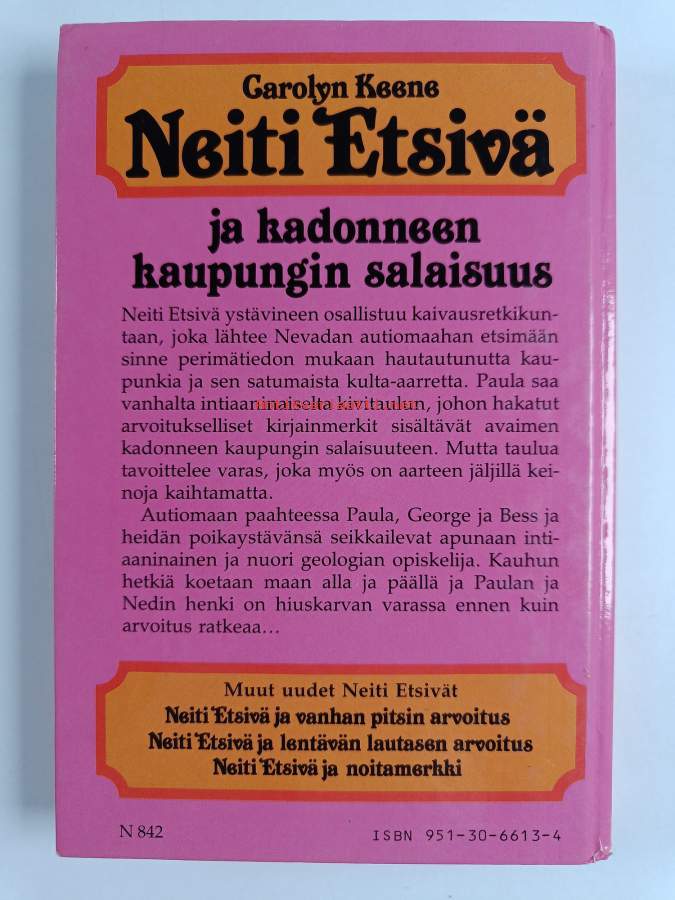 Carolyn Keene
Neiti Etsivä
ja kadonneen
kaupungin salaisuus
Neiti Etsivä ystävineen osallistuu kaivausretkikun-
taan, joka lähtee Nevadan autiomaahan etsimään
sinne perimätiedon mukaan hautautunutta kau-
punkia ja sen satumaista kulta-aarretta. Paula saa
vanhalta intiaanimaiselta kivitaulun, johon hakatut
arvoitukselliset kirjainmerkit sisältävät avaimen
kadonneen kaupungin salaisuuteen. Mutta taulua
tavoittelee varas, joka myös on aarteen jäljillä kei-
noja kaihtamatta.
Autiomaan paahteessa Paula, George ja Bess ja
heidän poikaystävänsä seikkailevat apunaan inti-
aaninainen ja nuori geologian opiskelija. Kauhun
hetkiä koetaan maan alla ja päällä ja Paulan ja
Nedin henki on hiuskarvan varassa ennen kuin
arvoitus ratkeaa...
Muut uudet Neiti Etsivät
Neiti Etsivä ja vanhan pitsin arvoitus
Neiti Etsivä ja lentävän lautasen arvoitus
Neiti Etsivä ja noitamerkki
N 842
ISBN 951-30-6613-4